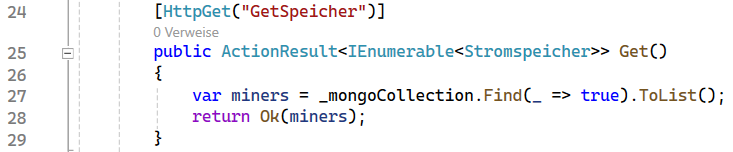 24 [HttpGet("GetSpeicher")]
0 Verweise
25 public ActionResult<IEnumerable<Stromspeicher>> Get()
26 {
27 var miners = _mongoCollection.Find(_ => true).ToList();
28 return Ok(miners);
29 }